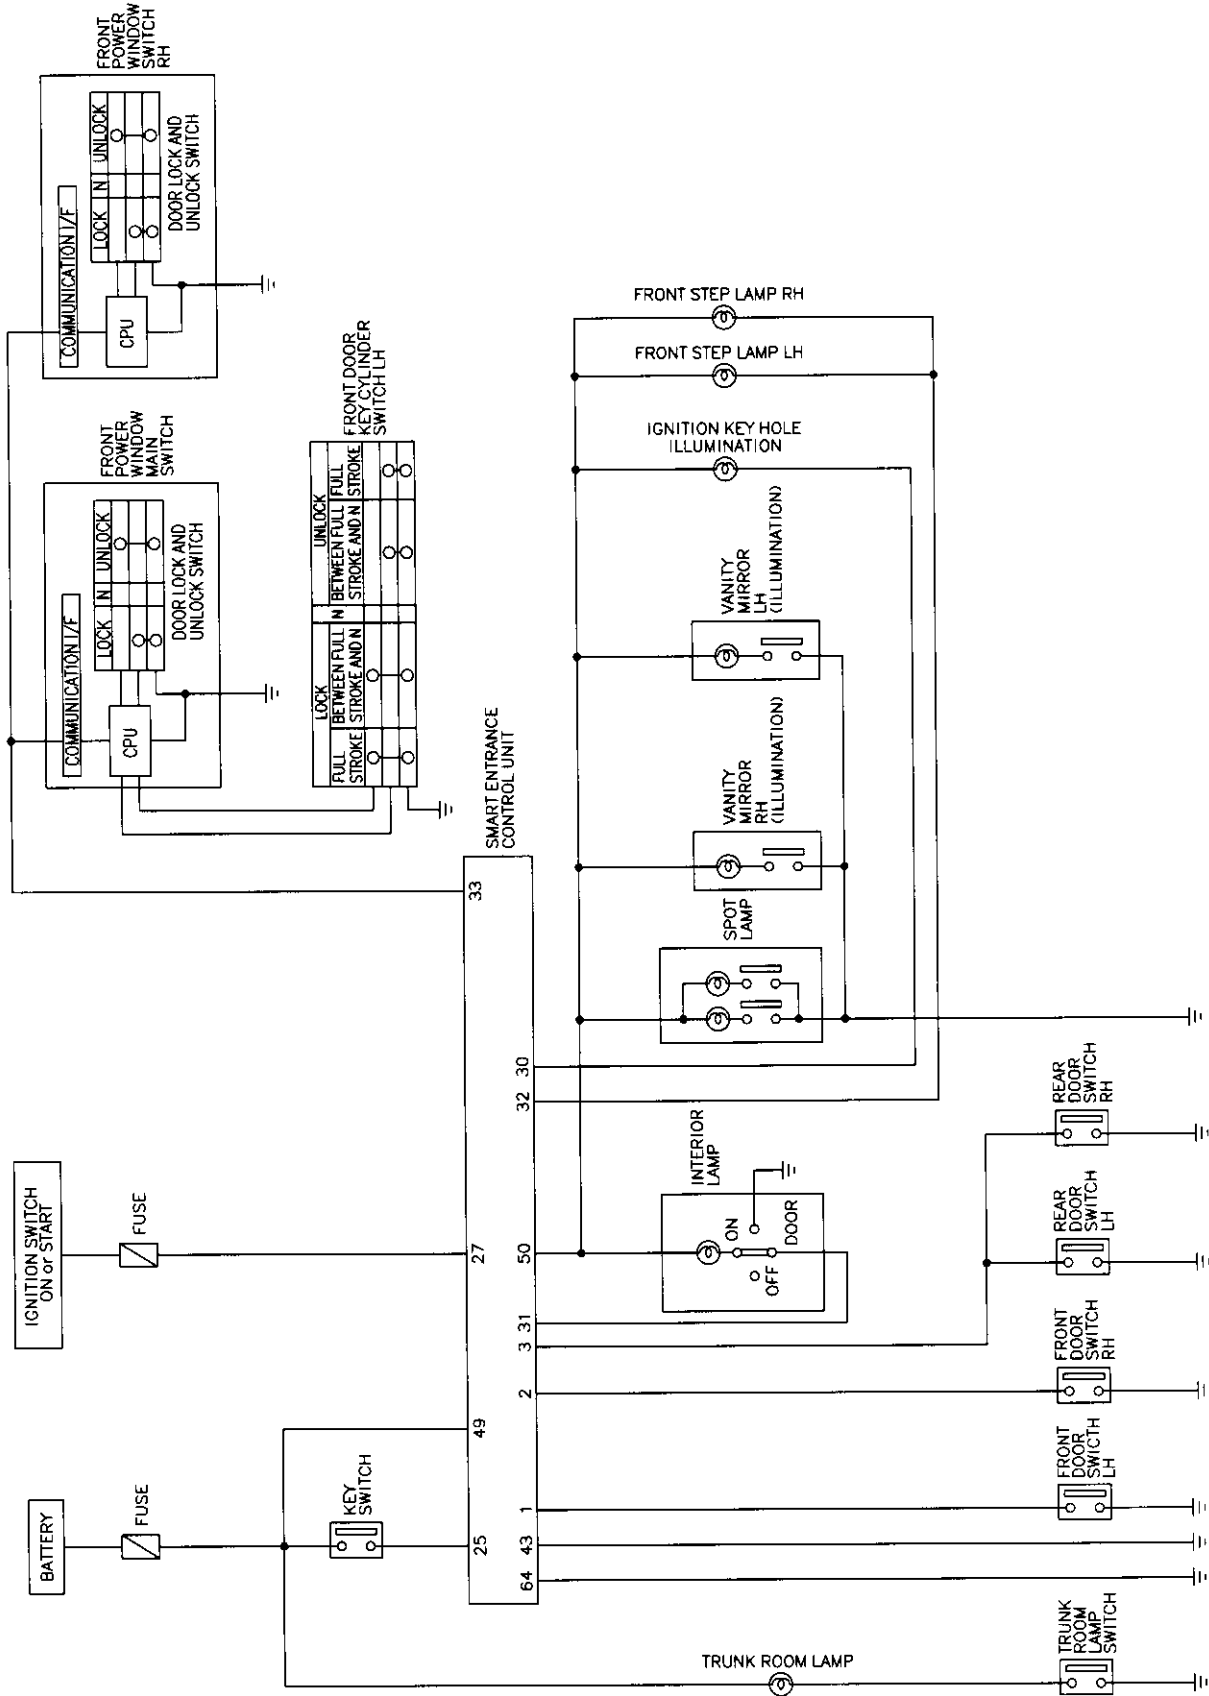 BATTERY
FUSE
KEY
SWITCH
IGNITION SWITCH
ON or START
FUSE
FRONT
POWER
WINDOW
MAIN
SWITCH
COMMUNICATION I/F
CPU
LOCK
N
UNLOCK
DOOR LOCK AND
UNLOCK SWITCH
FRONT
POWER
WINDOW
SWITCH
RH
COMMUNICATION I/F
CPU
LOCK
N
UNLOCK
DOOR LOCK AND
UNLOCK SWITCH
FRONT DOOR
KEY CYLINDER
SWITCH LH
LOCK
N
UNLOCK
FULL
STROKE
BETWEEN FULL
STROKE AND N
BETWEEN FULL
STROKE AND N
FULL
STROKE
SMART ENTRANCE
CONTROL UNIT
25
49
27
33
64
43
1
2
3
31
50
32
30
INTERIOR
LAMP
ON
DOOR
OFF
SPOT
LAMP
VANITY
MIRROR
RH
(ILLUMINATION)
VANITY
MIRROR
LH
(ILLUMINATION)
IGNITION KEY HOLE
ILLUMINATION
FRONT STEP LAMP LH
FRONT STEP LAMP RH
TRUNK ROOM LAMP
TRUNK
ROOM
LAMP
SWITCH
FRONT
DOOR
SWICTH
LH
FRONT
DOOR
SWITCH
RH
REAR
DOOR
SWITCH
LH
REAR
DOOR
SWITCH
RH